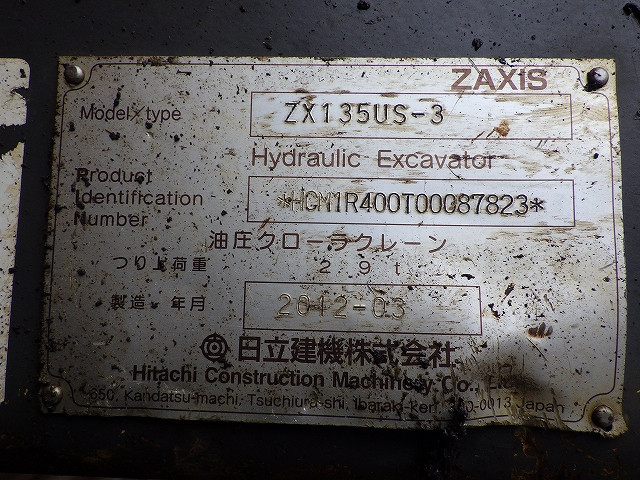 ZAXIS
Model×type ZX135US-3
Hydraulic Excavator
Product
Identification *HCM1R400T00087823*
Number
油圧クローラクレーン
つり上荷重 2.9t
製造 年月 2012-03
日立建機株式会社
Hitachi Construction Machinery Co., Ltd.
650, Kandatsu-machi, Tsuchiura-shi, Ibaraki-ken, 300-0013 Japan